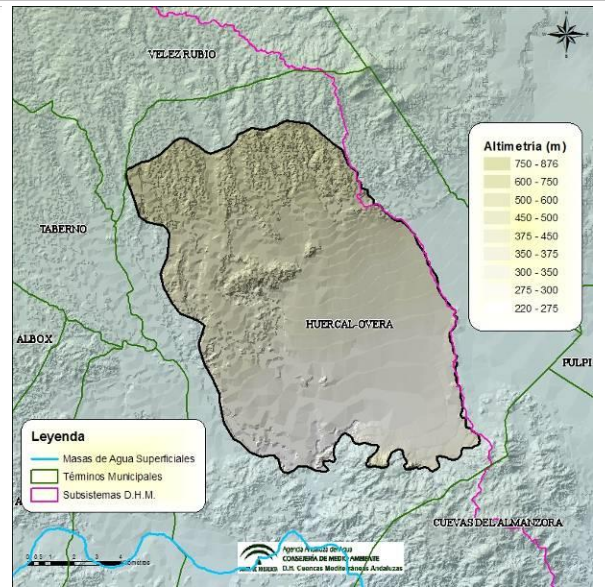 VELEZ RUBIO
Altimetría (m)
750 - 876
600 - 750
500 - 600
450 - 500
375 - 450
350 - 375
300 - 350
275 - 300
220 - 275
TABERNO
HUERCAL-OVERA
ALBOX
PULPI
Leyenda
Masas de Agua Superficiales
Términos Municipales
Subsistemas D.H.M.
CUEVAS DEL ALMANZORA
Agencia Andaluza del Agua
CONSEJERÍA DE MEDIO AMBIENTE
D.H. Cuencas Mediterráneas Andaluzas